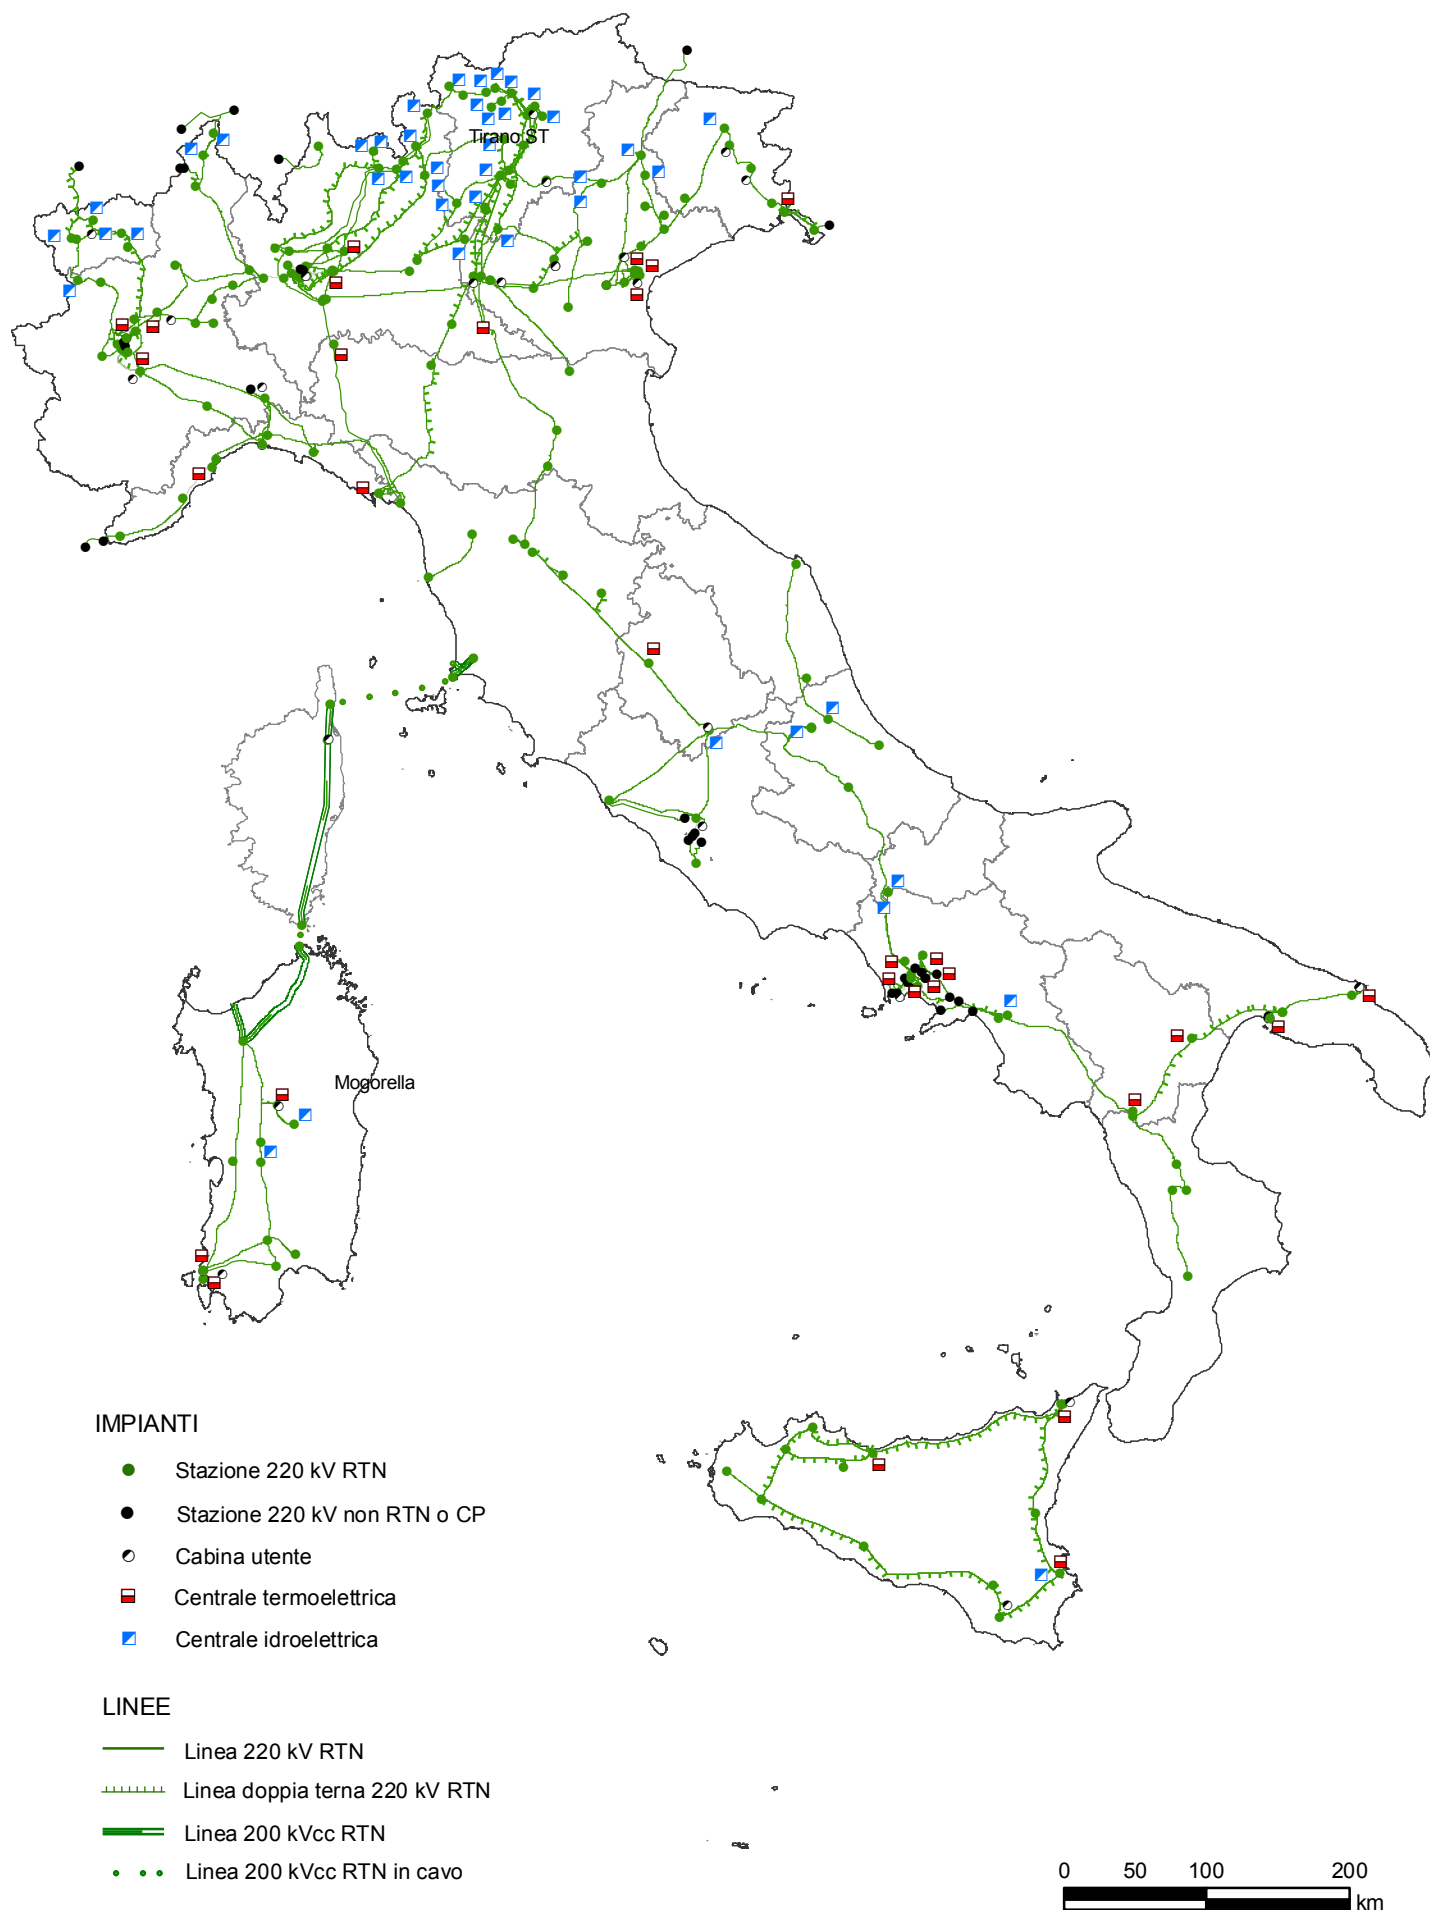 Tirano ST
Mogorella
IMPIANTI
Stazione 220 kV RTN
Stazione 220 kV non RTN o CP
Cabina utente
Centrale termoelettrica
Centrale idroelettrica
LINEE
Linea 220 kV RTN
Linea doppia terna 220 kV RTN
Linea 200 kVcc RTN
Linea 200 kVcc RTN in cavo
0 50 100 200
km